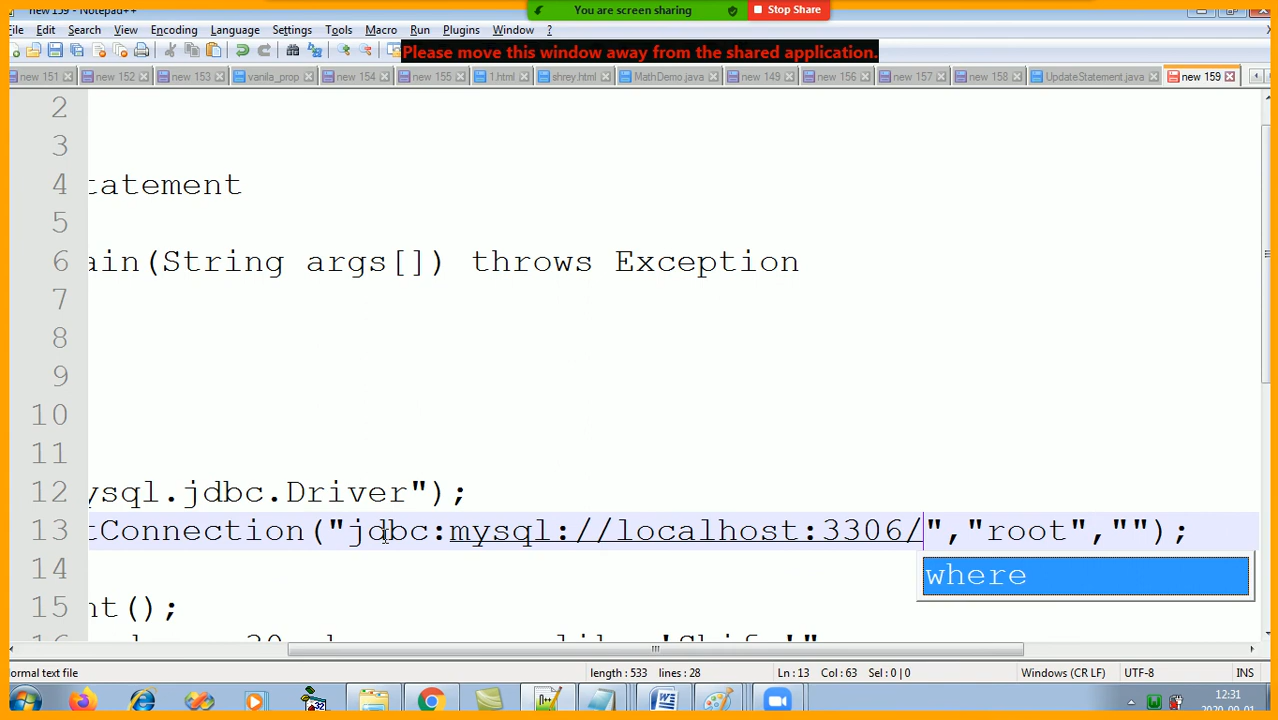 new 159 - Notepad++
You are screen sharing
Stop Share
File Edit Search View Encoding Language Settings Tools Macro Run Plugins Window ?
Please move this window away from the shared application.
new 151 new 152 new 153 vanila_prop new 154 new 155 1.html shrey.html MathDemo.java new 149 new 156 new 157 new 158 UpdateStatement.java new 159
2
3
4 tatement
5
6 ain(String args[]) throws Exception
7
8
9
10
11
12 ysql.jdbc.Driver");
13 tConnection("jdbc:mysql://localhost:3306/","root","");
where
14
15 nt();
ormal text file length : 533 lines : 28 Ln : 13 Col : 63 Sel : 0 | 0 Windows (CR LF) UTF-8 INS
12:31
2020-09-01